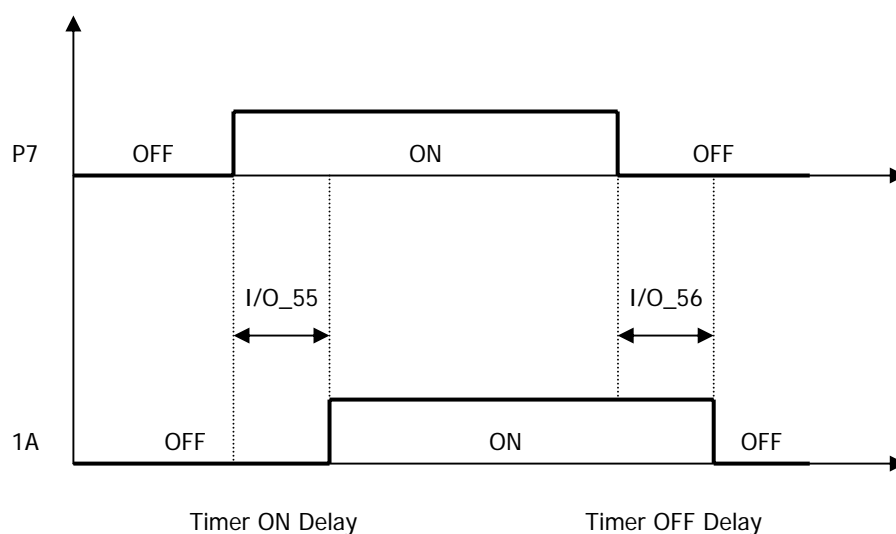 P7 OFF ON OFF
I/O_55 I/O_56
1A OFF ON OFF
Timer ON Delay Timer OFF Delay